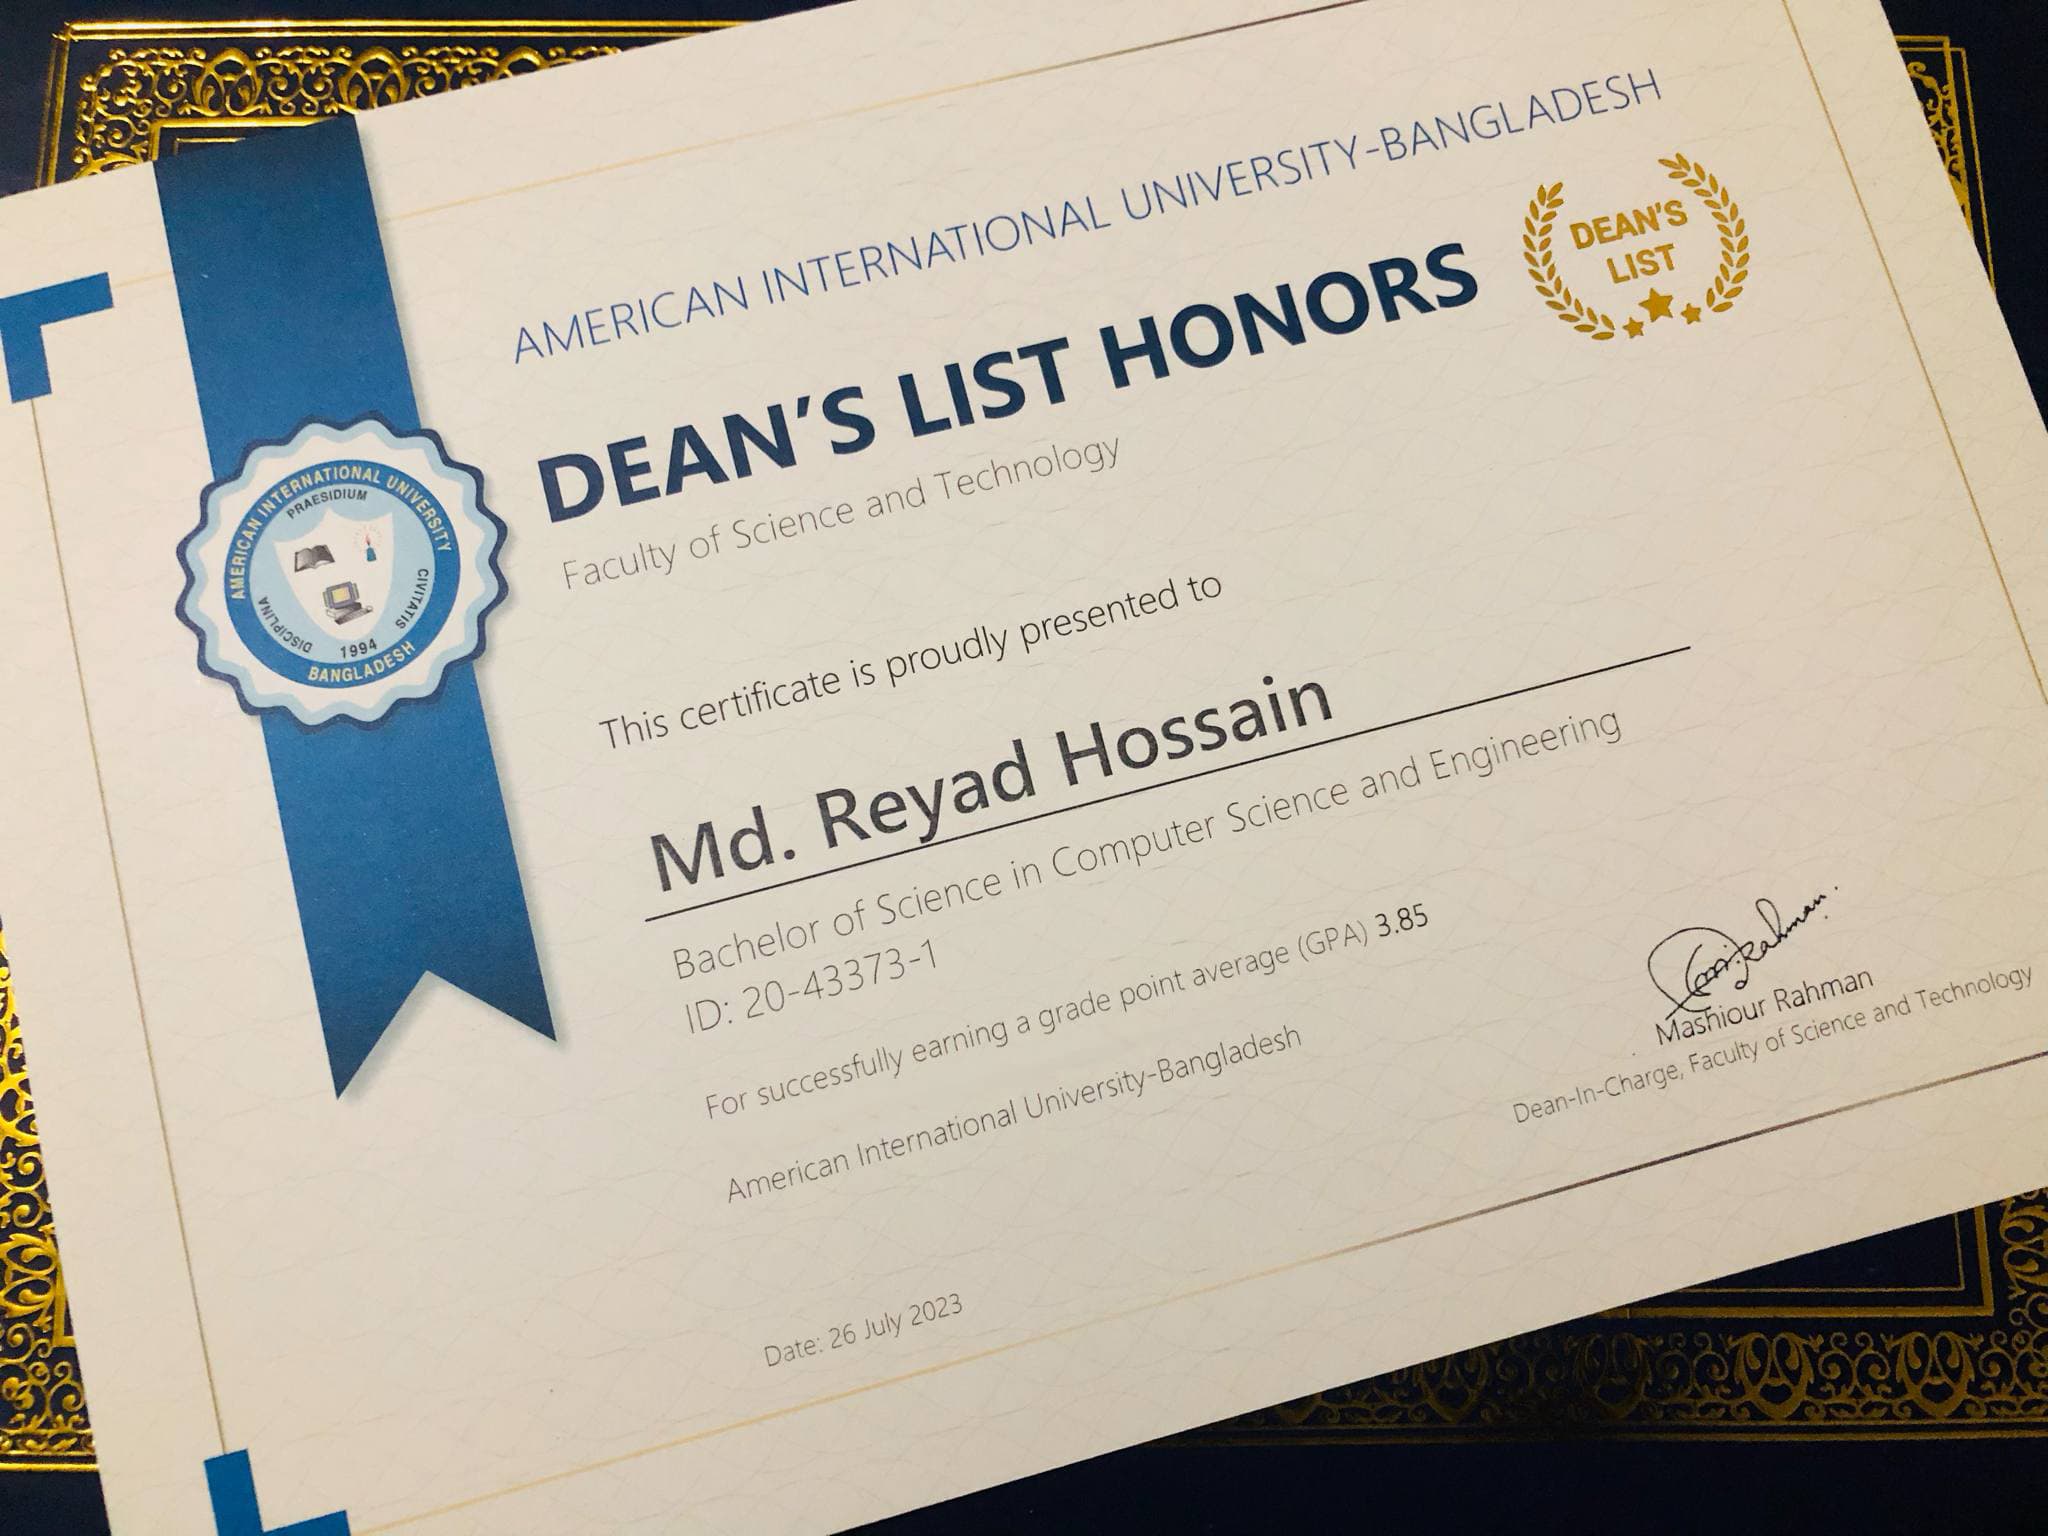 AMERICAN INTERNATIONAL UNIVERSITY-BANGLADESH
DEAN'S LIST HONORS
DEAN'S
LIST
Faculty of Science and Technology
AMERICAN INTERNATIONAL UNIVERSITY
PRAESIDIUM
DISCIPLINA
CIVITATIS
1994
BANGLADESH
This certificate is proudly presented to
Md. Reyad Hossain
Bachelor of Science in Computer Science and Engineering
ID: 20-43373-1
For successfully earning a grade point average (GPA) 3.85
American International University-Bangladesh
Mashiour Rahman
Dean-In-Charge, Faculty of Science and Technology
Date: 26 July 2023